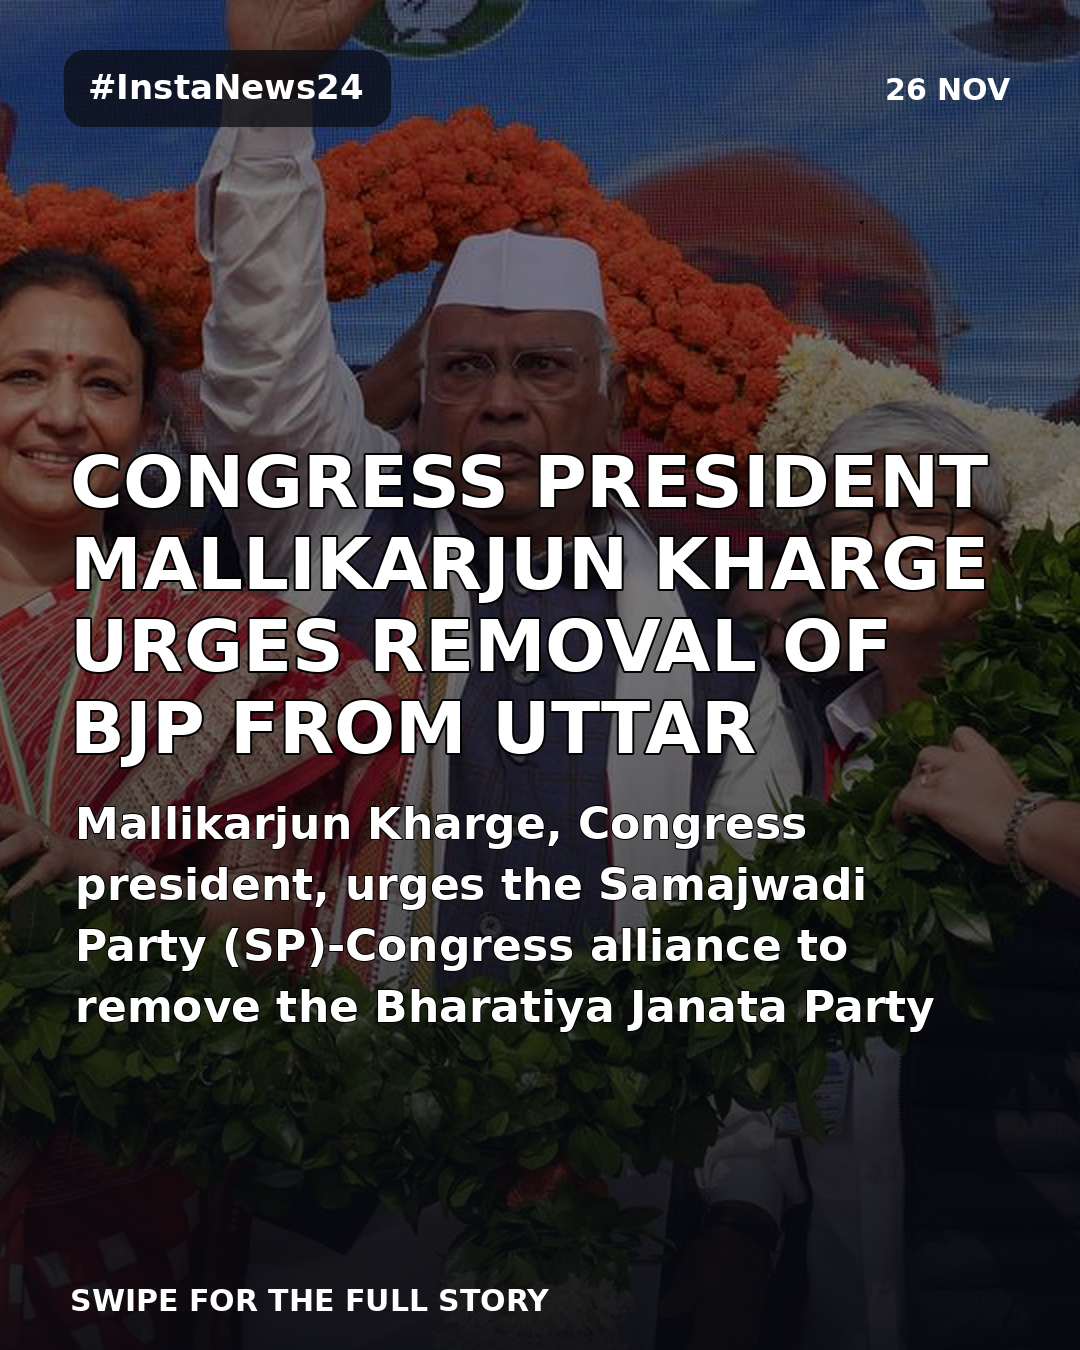 #InstaNews24
26 NOV
CONGRESS PRESIDENT
MALLIKARJUN KHARGE
URGES REMOVAL OF
BJP FROM UTTAR
Mallikarjun Kharge, Congress
president, urges the Samajwadi
Party (SP)-Congress alliance to
remove the Bharatiya Janata Party
SWIPE FOR THE FULL STORY